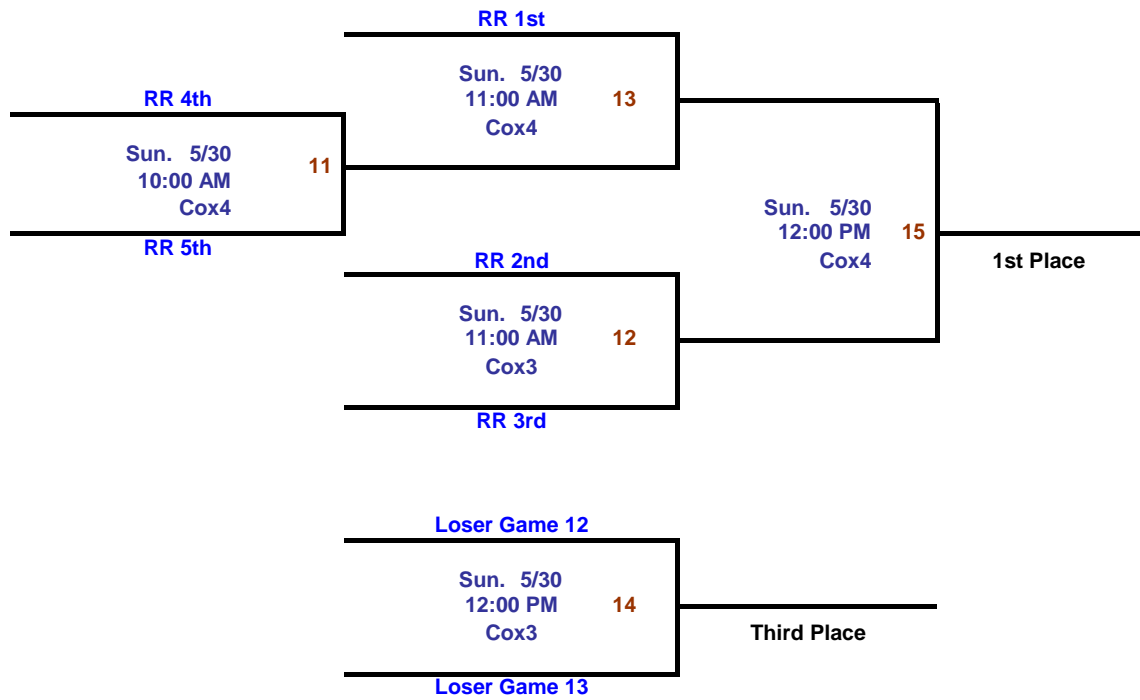 RR 1st
Sun. 5/30
11:00 AM 13
Cox4
RR 4th
Sun. 5/30
10:00 AM 11
Cox4
RR 5th
Sun. 5/30
12:00 PM 15
Cox4
1st Place
RR 2nd
Sun. 5/30
11:00 AM 12
Cox3
RR 3rd
Loser Game 12
Sun. 5/30
12:00 PM 14
Cox3
Third Place
Loser Game 13